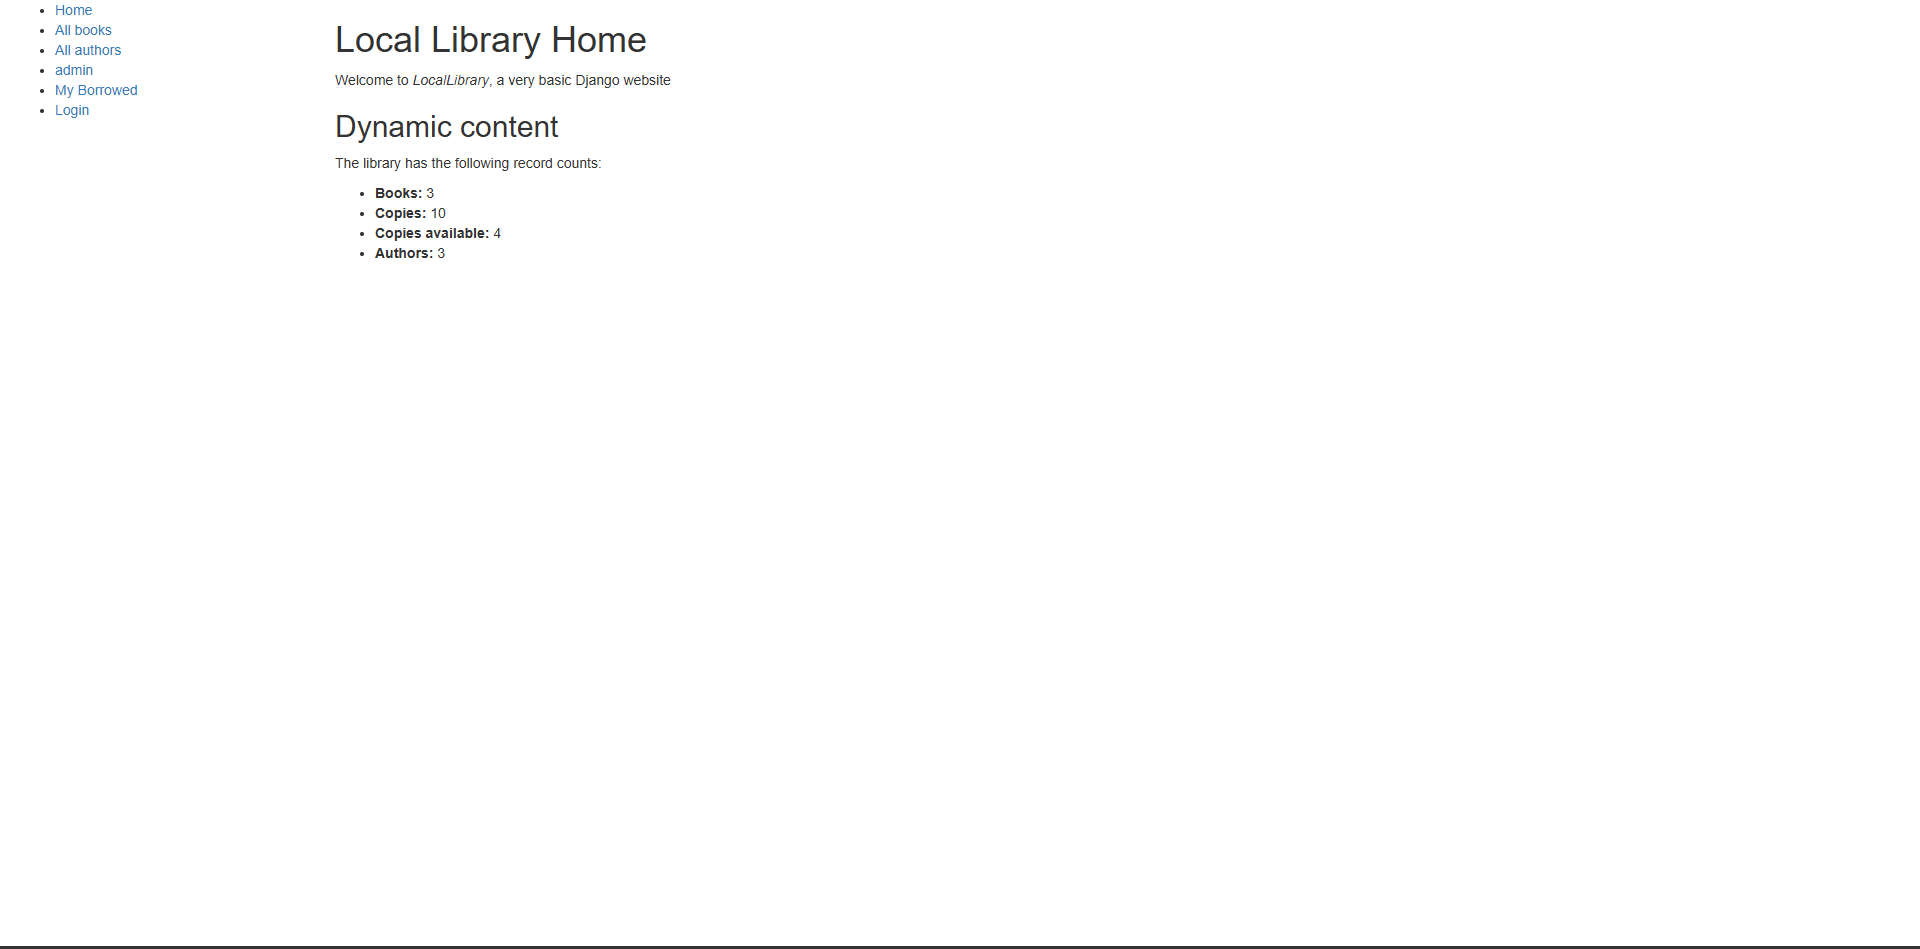 Home
All books
All authors
admin
My Borrowed
Login
Local Library Home
Welcome to LocalLibrary, a very basic Django website
Dynamic content
The library has the following record counts:
Books: 3
Copies: 10
Copies available: 4
Authors: 3